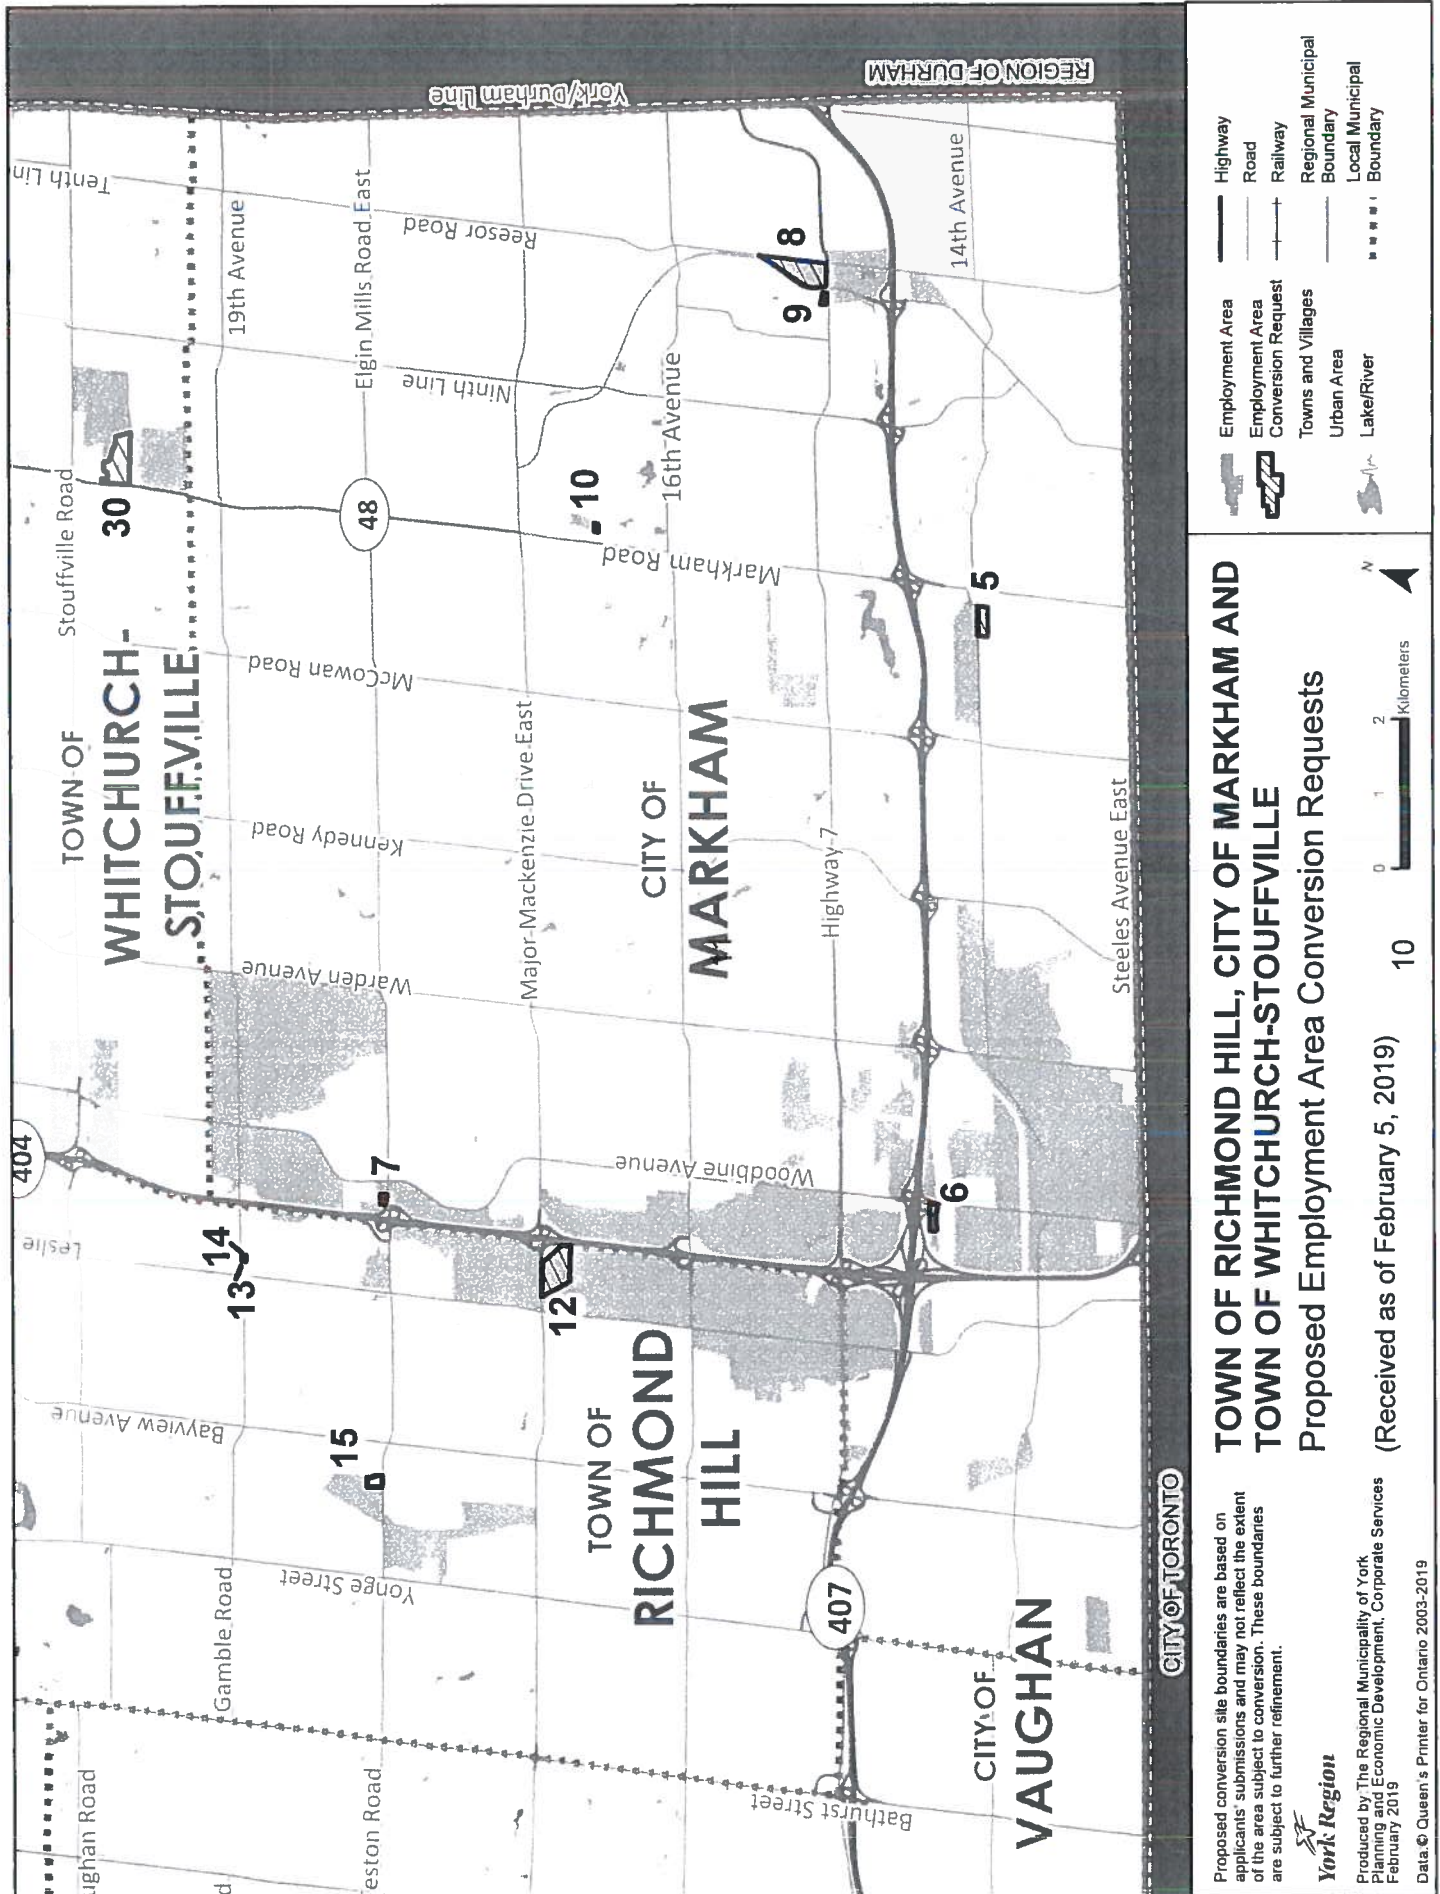 TOWN OF
WHITCHURCH-
STOUFFVILLE
CITY OF
MARKHAM
TOWN OF
RICHMOND
HILL
CITY OF
VAUGHAN
CITY OF TORONTO
REGION OF DURHAM
York/Durham Line
Tenth Lin
Reesor Road
Ninth Line
Markham Road
McCowan Road
Kennedy Road
Warden Avenue
Woodbine Avenue
Leslie
Bayview Avenue
Yonge Street
Bathurst Street
Stouffville Road
19th Avenue
Elgin Mills Road East
Major Mackenzie Drive East
16th Avenue
Highway 7
14th Avenue
Steeles Avenue East
Gamble Road
ughan Road
eston Road
d
404
48
407
30
10
8
9
5
6
7
14
13
12
15
Employment Area
Employment Area
Conversion Request
Towns and Villages
Urban Area
Lake/River
Highway
Road
Railway
Regional Municipal
Boundary
Local Municipal
Boundary
TOWN OF RICHMOND HILL, CITY OF MARKHAM AND
TOWN OF WHITCHURCH-STOUFFVILLE
Proposed Employment Area Conversion Requests
(Received as of February 5, 2019)
10
0 1 2
Kilometers
N
Proposed conversion site boundaries are based on
applicants' submissions and may not reflect the extent
of the area subject to conversion. These boundaries
are subject to further refinement.
York Region
Produced by: The Regional Municipality of York
Planning and Economic Development, Corporate Services
February 2019
Data: © Queen's Printer for Ontario 2003-2019